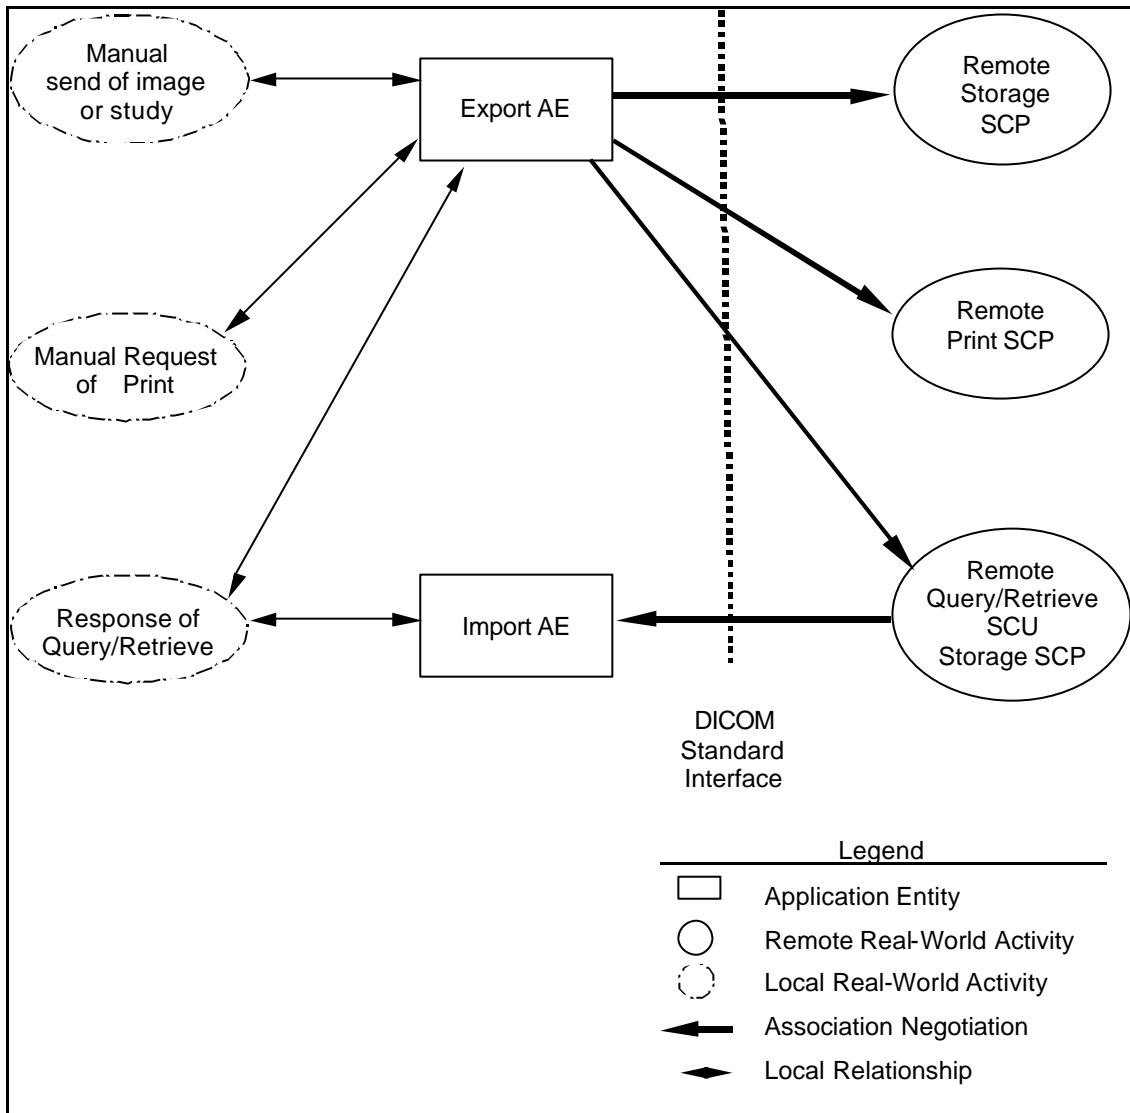 Manual
send of image
or study
Export AE
Remote
Storage
SCP
Manual Request
of Print
Remote
Print SCP
Response of
Query/Retrieve
Import AE
Remote
Query/Retrieve
SCU
Storage SCP
DICOM
Standard
Interface
Legend
Application Entity
Remote Real-World Activity
Local Real-World Activity
Association Negotiation
Local Relationship